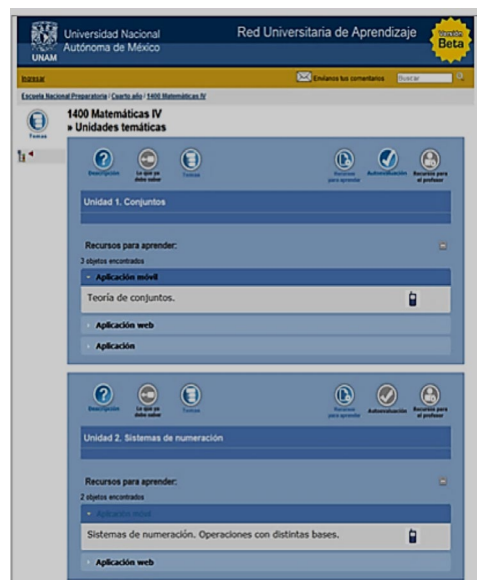 Universidad Nacional
Autónoma de México
UNAM
Red Universitaria de Aprendizaje
Versión
Beta
Ingresar
Envíanos tus comentarios
Buscar
Escuela Nacional Preparatoria / Cuarto año / 1400 Matemáticas IV
Temas
1400 Matemáticas IV
» Unidades temáticas
Descripción
Lo que ya
debo saber
Temas
Recursos
para aprender
Autoevaluación
Recursos para
el profesor
Unidad 1. Conjuntos
Recursos para aprender:
3 objetos encontrados
Aplicación móvil
Teoría de conjuntos.
Aplicación web
Aplicación
Descripción
Lo que ya
debo saber
Temas
Recursos
para aprender
Autoevaluación
Recursos para
el profesor
Unidad 2. Sistemas de numeración
Recursos para aprender:
2 objetos encontrados
Aplicación móvil
Sistemas de numeración. Operaciones con distintas bases.
Aplicación web